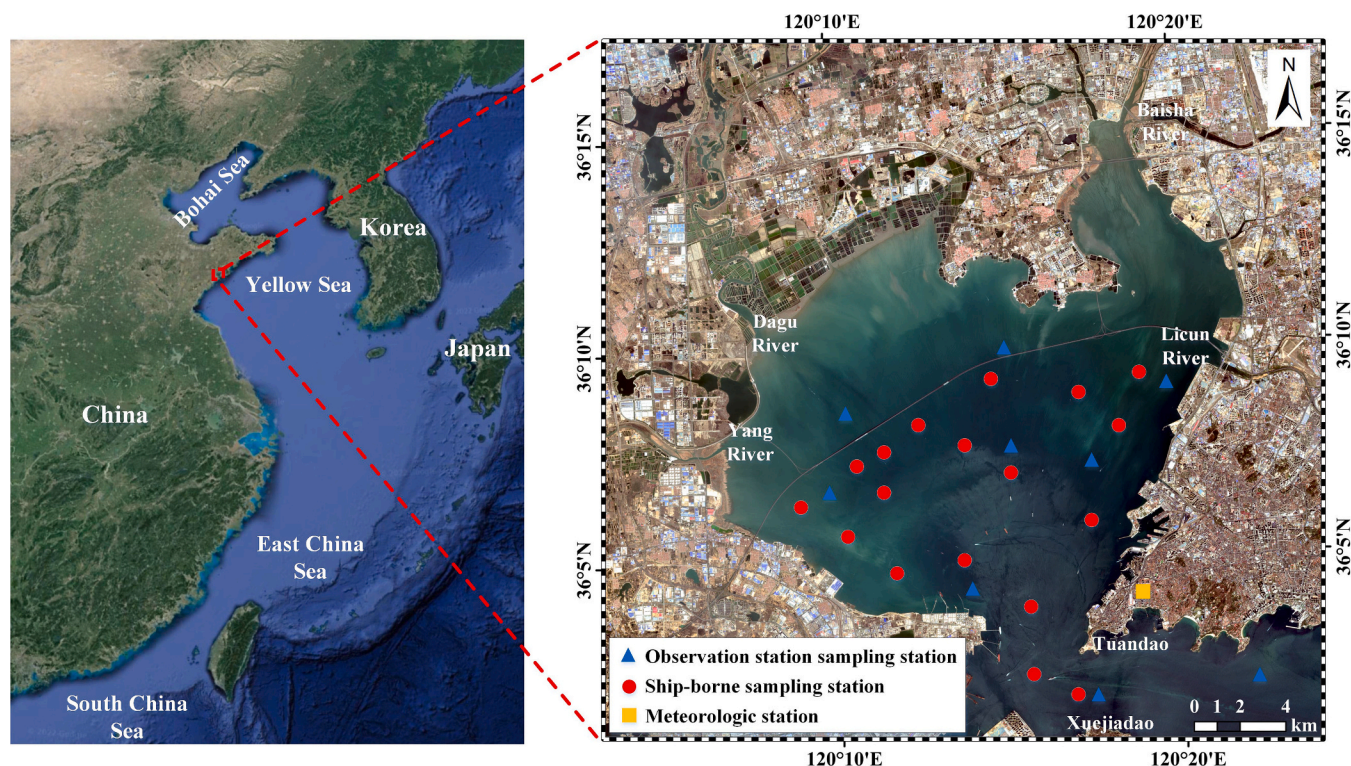 Bohai Sea
Korea
Yellow Sea
Japan
China
East China
Sea
South China
Sea
120°10'E
120°20'E
N
Baisha
River
36°15'N
36°15'N
Dagu
River
Licun
River
36°10'N
36°10'N
Yang
River
36°5'N
36°5'N
Tuandao
Xuejiadao
Observation station sampling station
Ship-borne sampling station
Meteorologic station
0 1 2 4
km
120°10'E
120°20'E